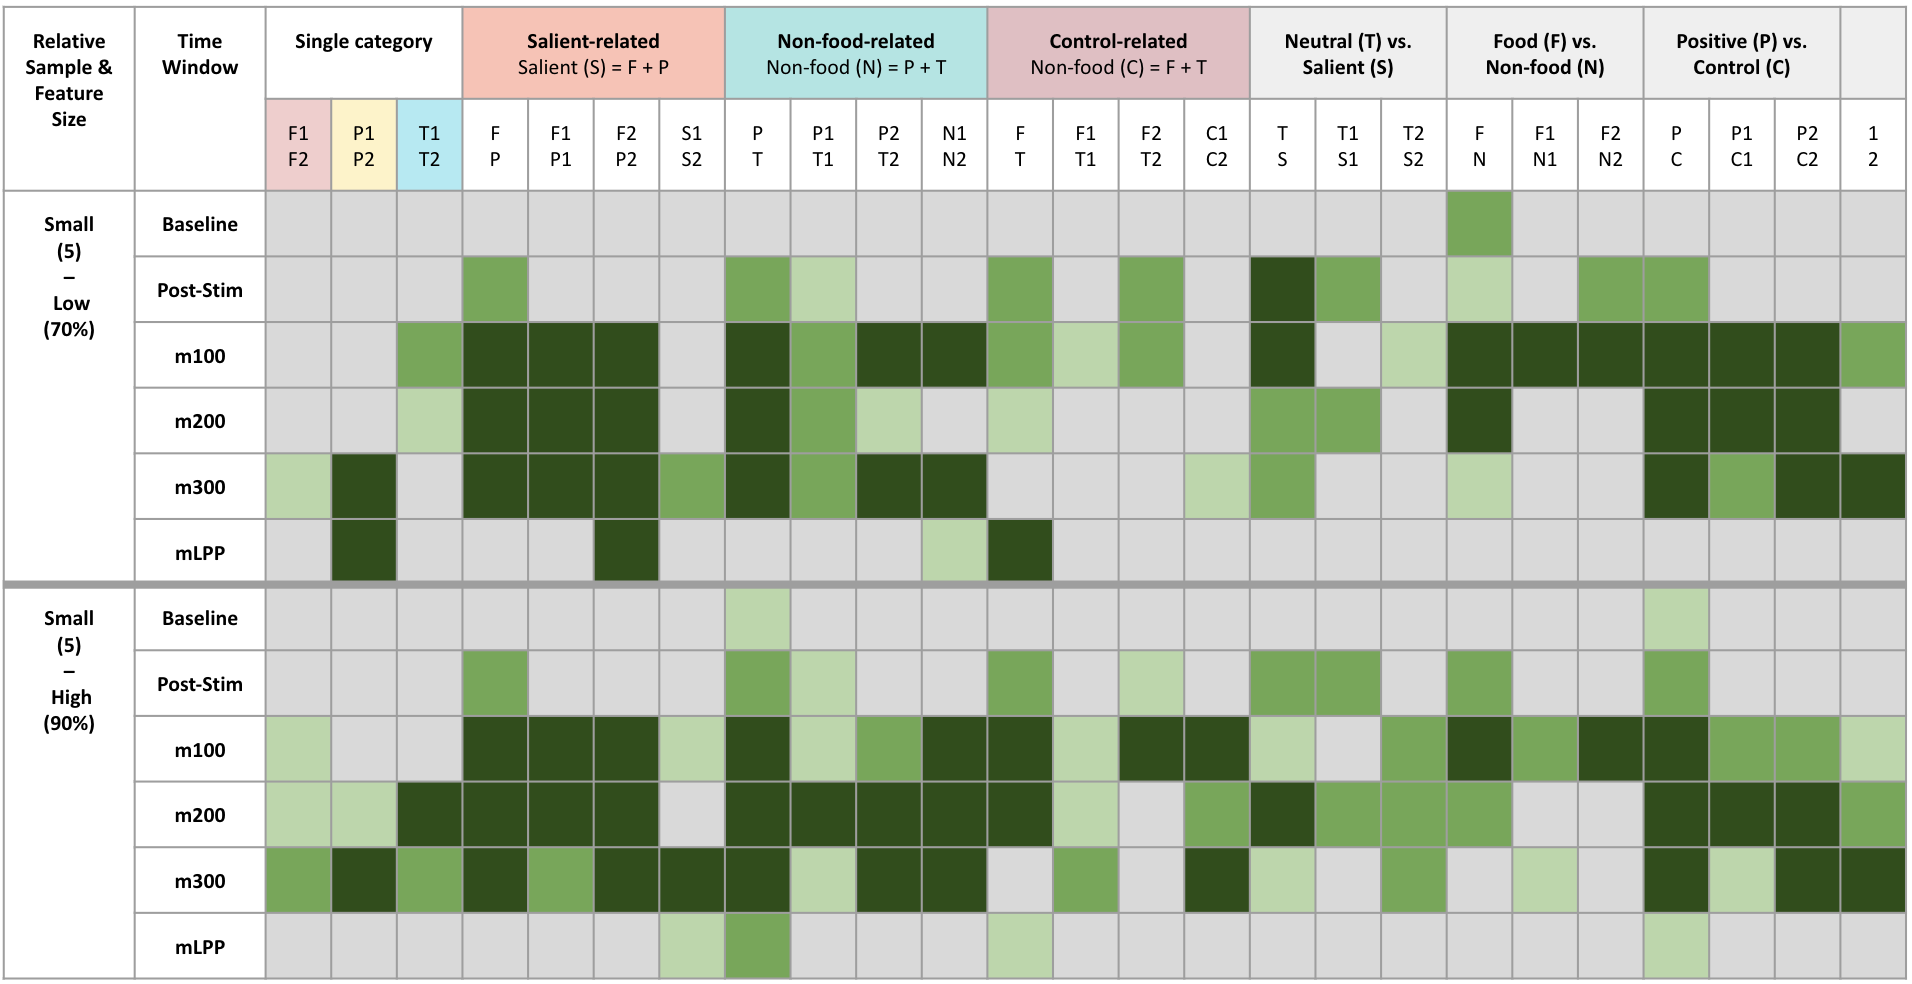 Relative
Sample &
Feature
Size
Time
Window
Single category
Salient-related
Salient (S) = F + P
Non-food-related
Non-food (N) = P + T
Control-related
Non-food (C) = F + T
Neutral (T) vs.
Salient (S)
Food (F) vs.
Non-food (N)
Positive (P) vs.
Control (C)
F1 P1 T1 F F1 F2 S1 P P1 P2 N1 F F1 F2 C1 T T1 T2 F F1 F2 P P1 P2 1
F2 P2 T2 P P1 P2 S2 T T1 T2 N2 T T1 T2 C2 S S1 S2 N N1 N2 C C1 C2 2
Small
(5)
–
Low
(70%)
Baseline
Post-Stim
m100
m200
m300
mLPP
Small
(5)
–
High
(90%)
Baseline
Post-Stim
m100
m200
m300
mLPP